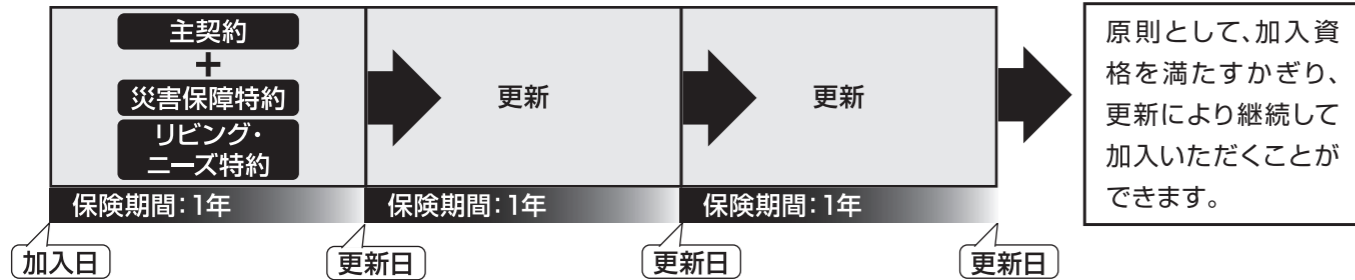 主契約
+
災害保障特約
リビング・
ニーズ特約
更新
更新
保険期間：1年
保険期間：1年
保険期間：1年
加入日
更新日
更新日
更新日
原則として、加入資
格を満たすかぎり、
更新により継続して
加入いただくことが
できます。